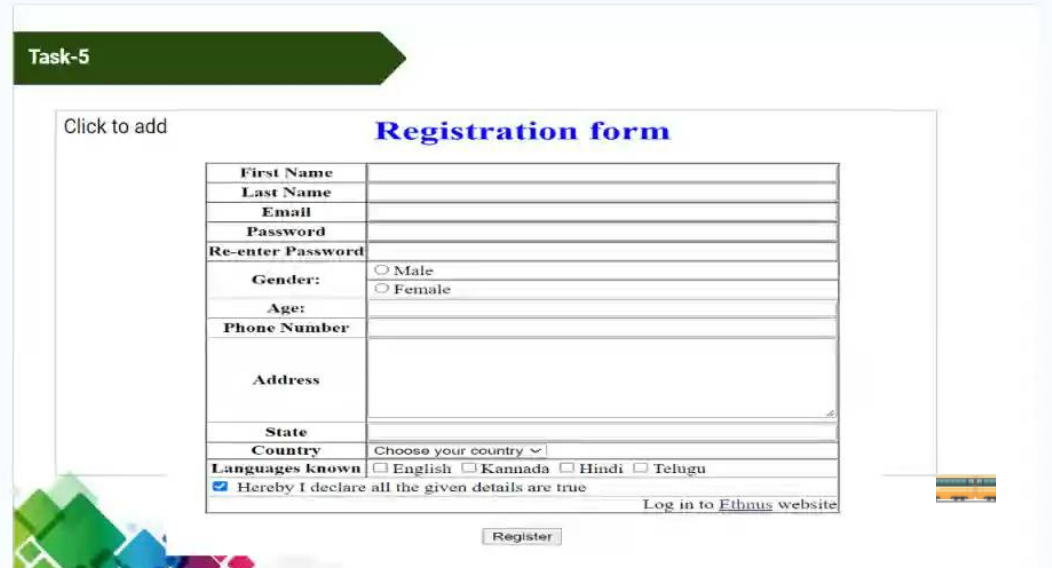 Task-5
Click to add
Registration form
First Name
Last Name
Email
Password
Re-enter Password
Gender:
Male
Female
Age:
Phone Number
Address
State
Country Choose your country
Languages known English Kannada Hindi Telugu
Hereby I declare all the given details are true
Log in to Ethnus website
Register